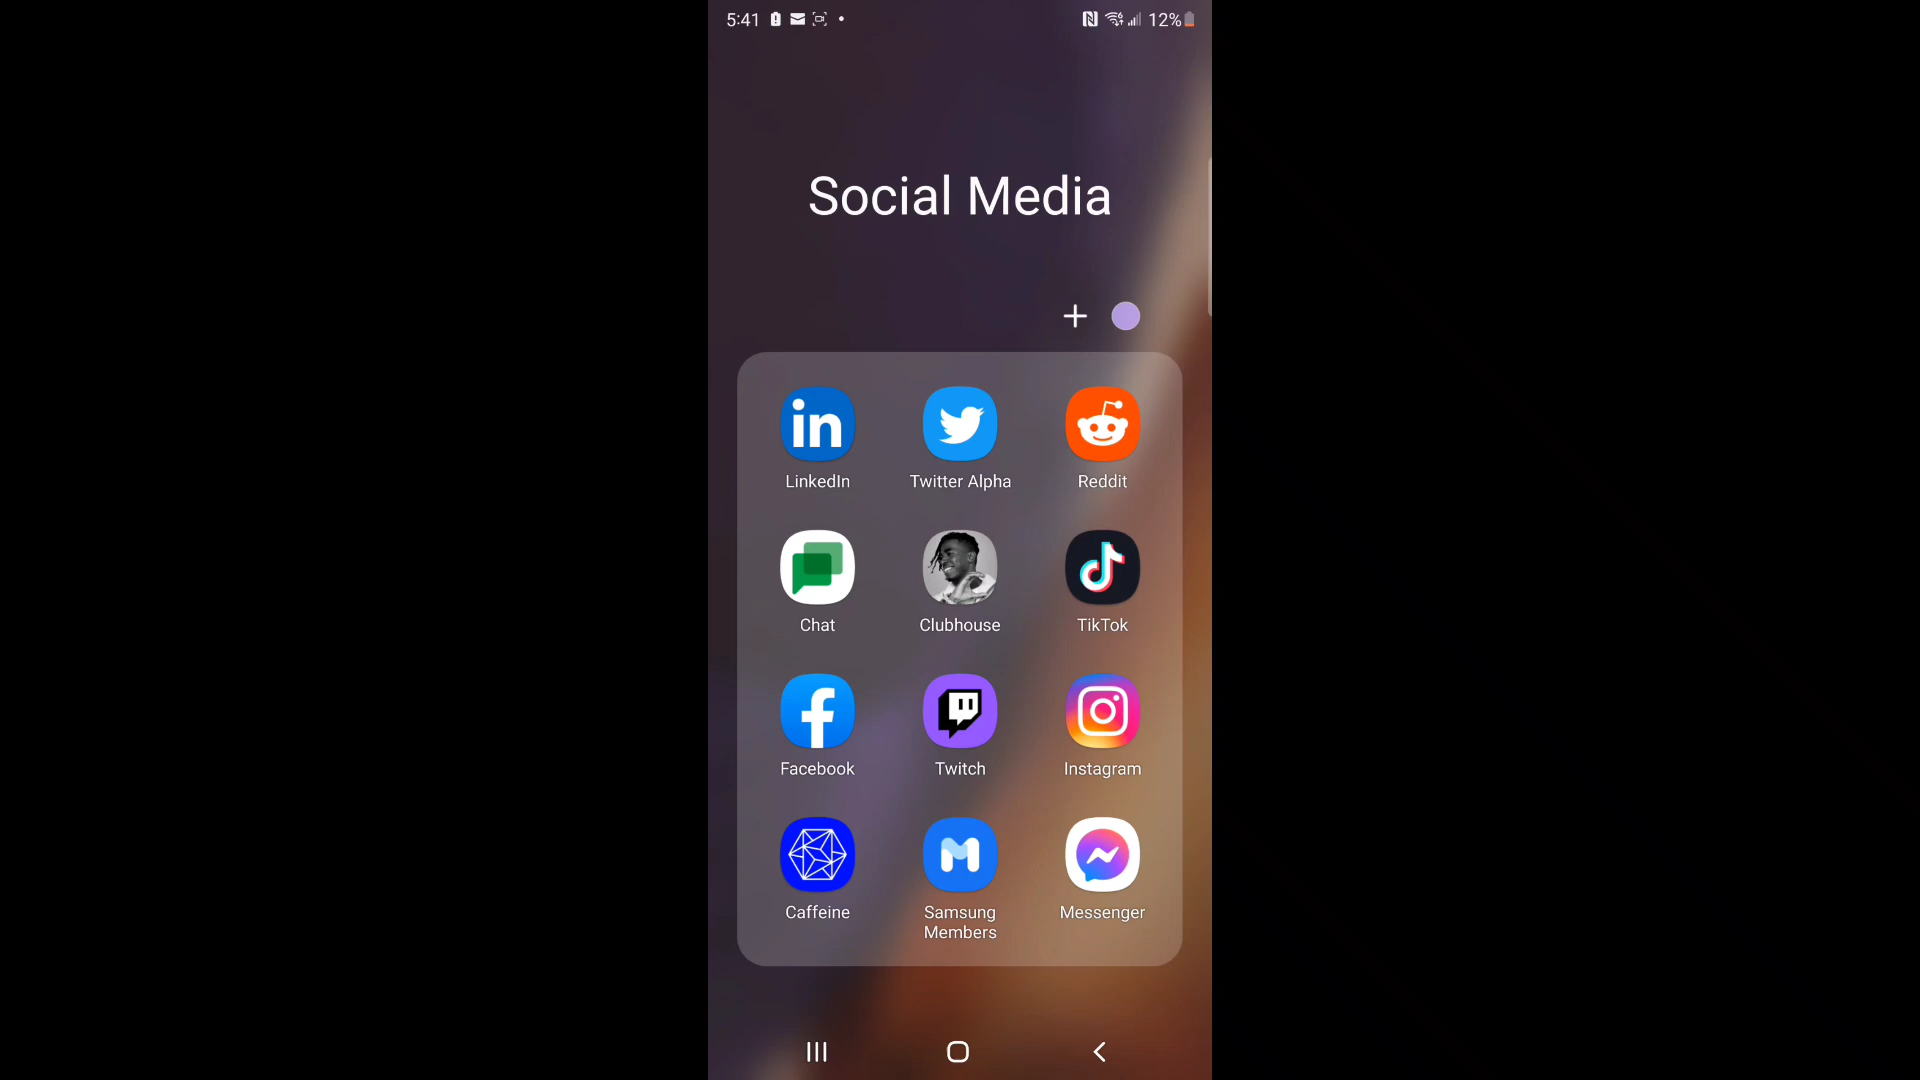 5:41
12%
Social Media
LinkedIn
Twitter Alpha
Reddit
Chat
Clubhouse
TikTok
Facebook
Twitch
Instagram
Caffeine
Samsung
Members
Messenger